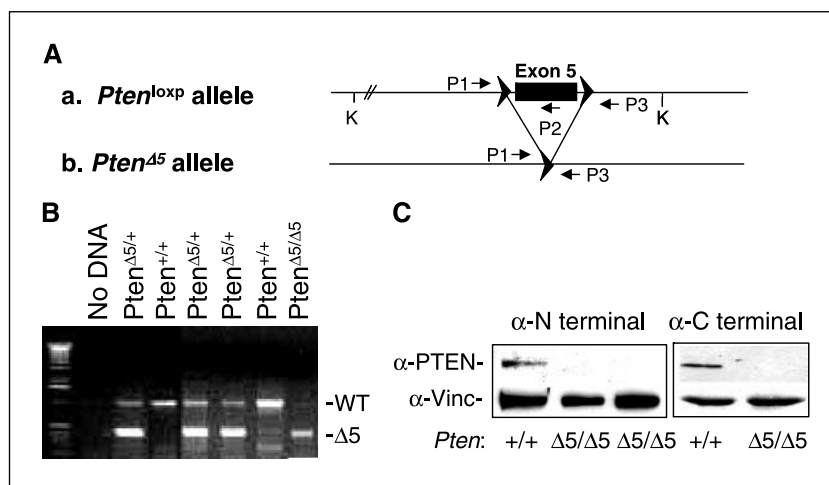 A
a. Pten^loxp allele
P1
Exon 5
P2
P3
K
K
b. Pten^Δ5 allele
P1
P3
B
No DNA
Pten^Δ5/+
Pten^+/+
Pten^Δ5/+
Pten^Δ5/+
Pten^+/+
Pten^Δ5/Δ5
-WT
-Δ5
C
α-N terminal
α-C terminal
α-PTEN-
α-Vinc-
Pten: +/+ Δ5/Δ5 Δ5/Δ5 +/+ Δ5/Δ5